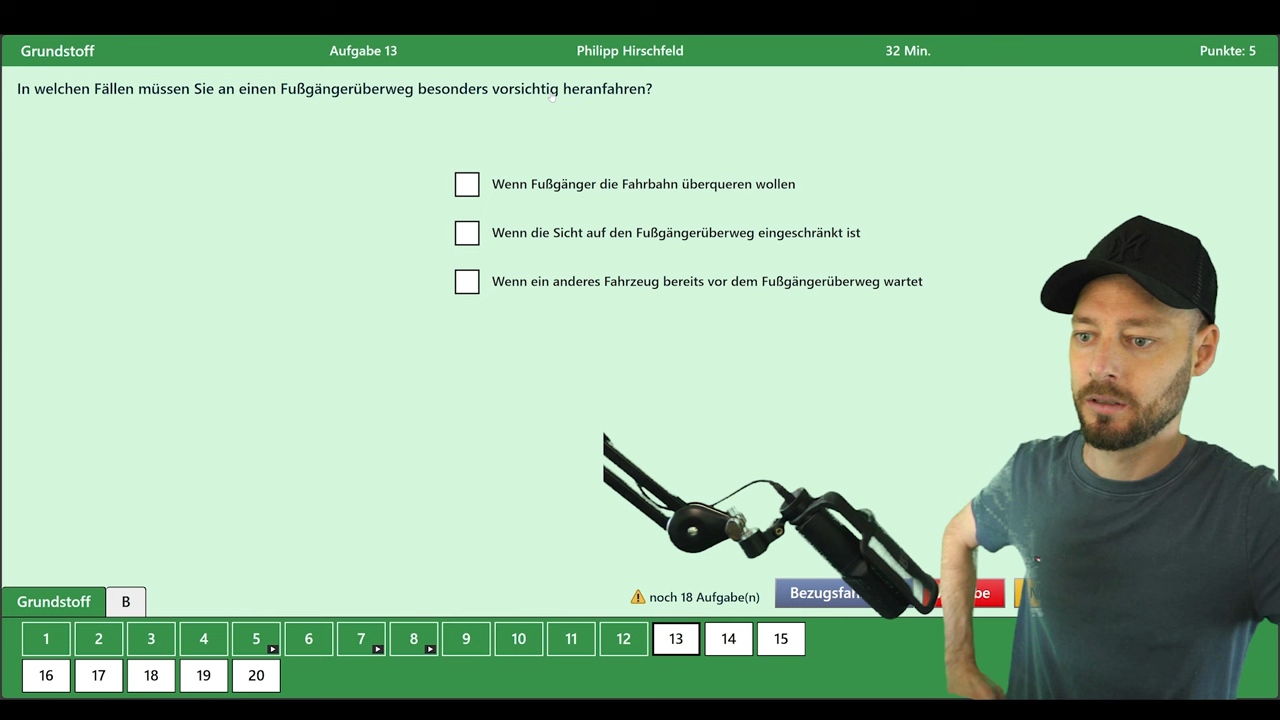 Grundstoff Aufgabe 13 Philipp Hirschfeld 32 Min. Punkte: 5
In welchen Fällen müssen Sie an einen Fußgängerüberweg besonders vorsichtig heranfahren?
Wenn Fußgänger die Fahrbahn überqueren wollen
Wenn die Sicht auf den Fußgängerüberweg eingeschränkt ist
Wenn ein anderes Fahrzeug bereits vor dem Fußgängerüberweg wartet
Grundstoff B noch 18 Aufgabe(n)
1 2 3 4 5 6 7 8 9 10 11 12 13 14 15
16 17 18 19 20